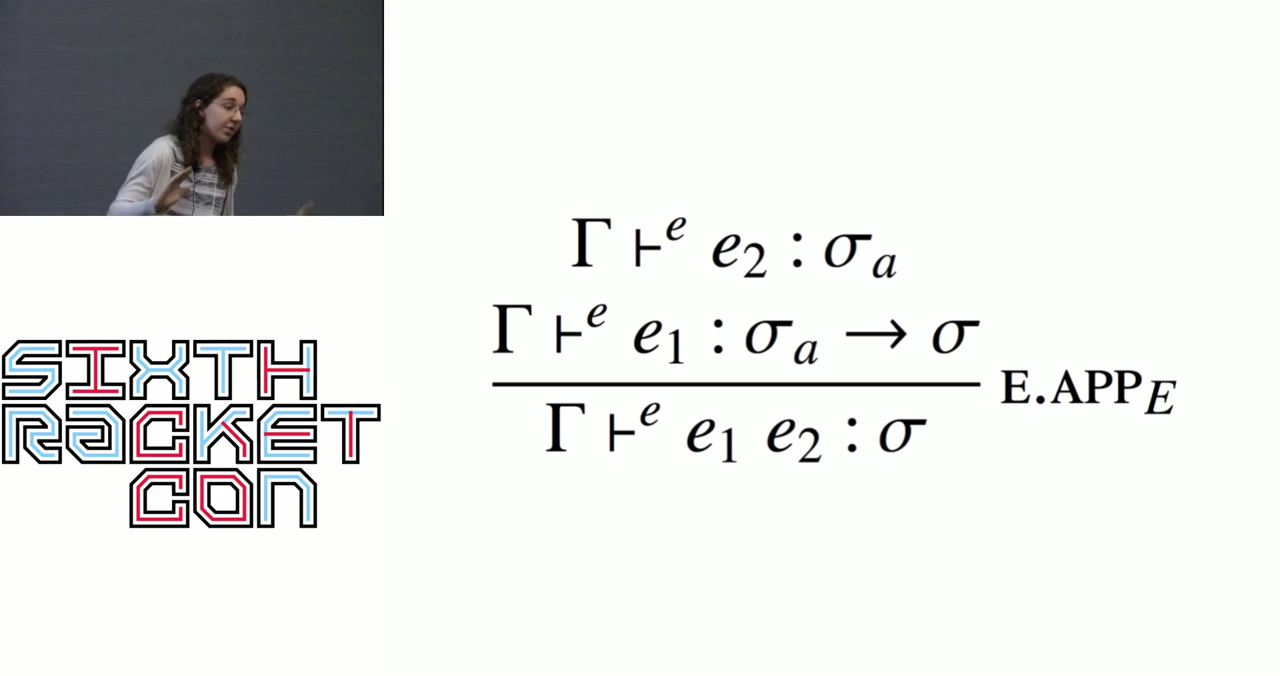 SIXTH
RACKET
CON
Γ ⊢ᵉ e₂ : σₐ
Γ ⊢ᵉ e₁ : σₐ → σ
Γ ⊢ᵉ e₁ e₂ : σ
E.APP_E